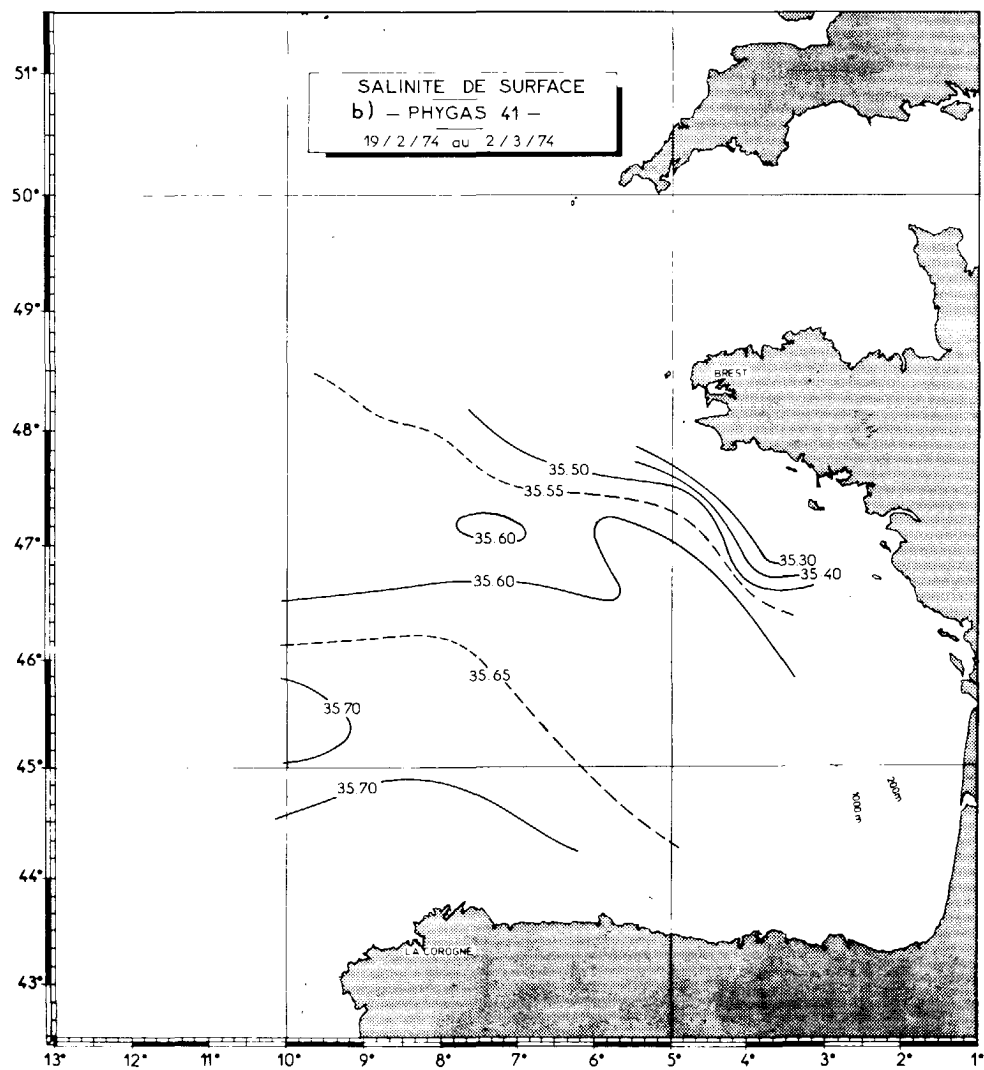 SALINITE DE SURFACE
b) – PHYGAS 41 –
19/2/74 au 2/3/74
51°
50°
49°
48°
47°
46°
45°
44°
43°
BREST
35.50
35.55
35.60
35.30
35.40
35.60
35.65
35.70
35.70
200m
1000m
LA COROGNE
13° 12° 11° 10° 9° 8° 7° 6° 5° 4° 3° 2° 1°